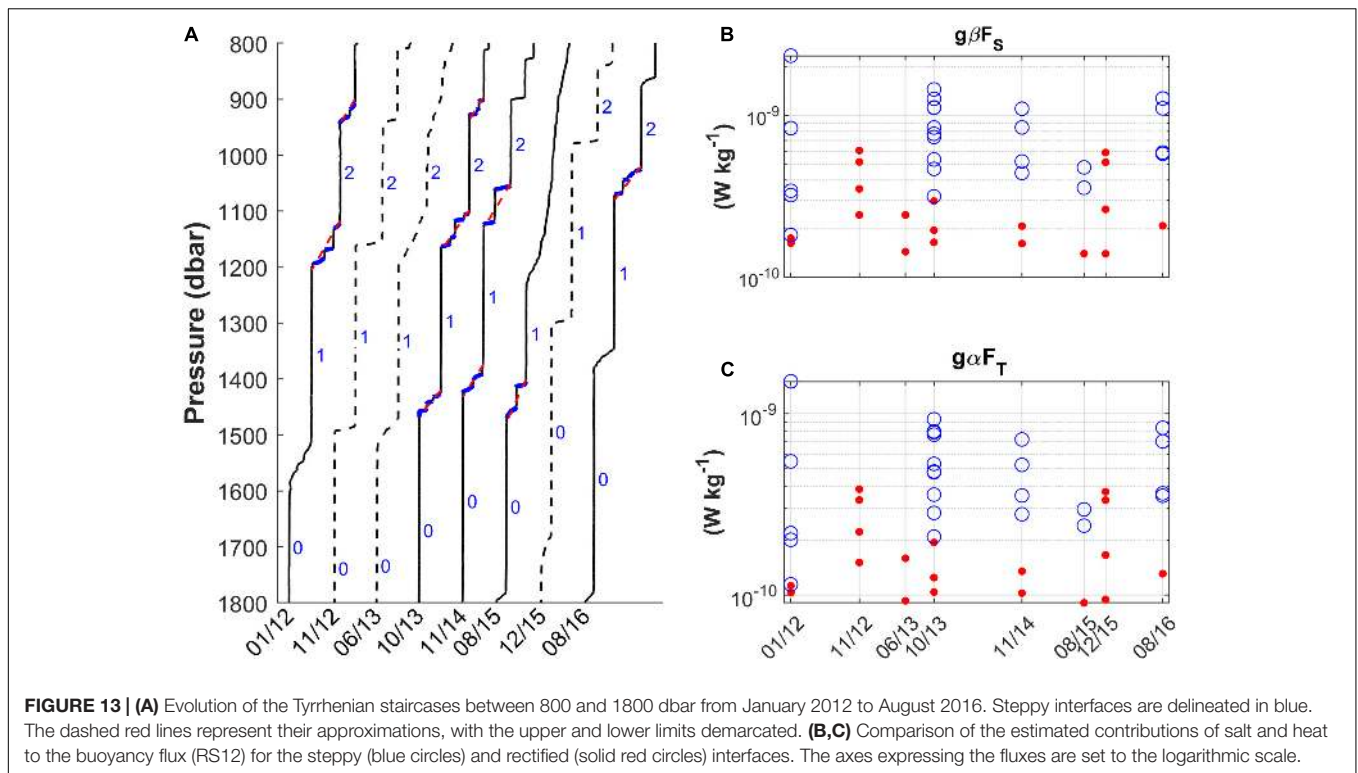 A
800
900
1000
1100
1200
1300
1400
1500
1600
1700
1800
Pressure (dbar)
2 2 2 2 2 2 2
1 1 1 1 1 1 1 1
0 0 0 0 0 0 0 0
01/12 11/12 06/13 10/13 11/14 08/15 12/15 08/16
B
gβF_S
(W kg⁻¹)
10⁻⁹
10⁻¹⁰
C
gαF_T
(W kg⁻¹)
10⁻⁹
10⁻¹⁰
01/12 11/12 06/13 10/13 11/14 08/15 12/15 08/16
FIGURE 13 | (A) Evolution of the Tyrrhenian staircases between 800 and 1800 dbar from January 2012 to August 2016. Steppy interfaces are delineated in blue.
The dashed red lines represent their approximations, with the upper and lower limits demarcated. (B,C) Comparison of the estimated contributions of salt and heat
to the buoyancy flux (RS12) for the steppy (blue circles) and rectified (solid red circles) interfaces. The axes expressing the fluxes are set to the logarithmic scale.